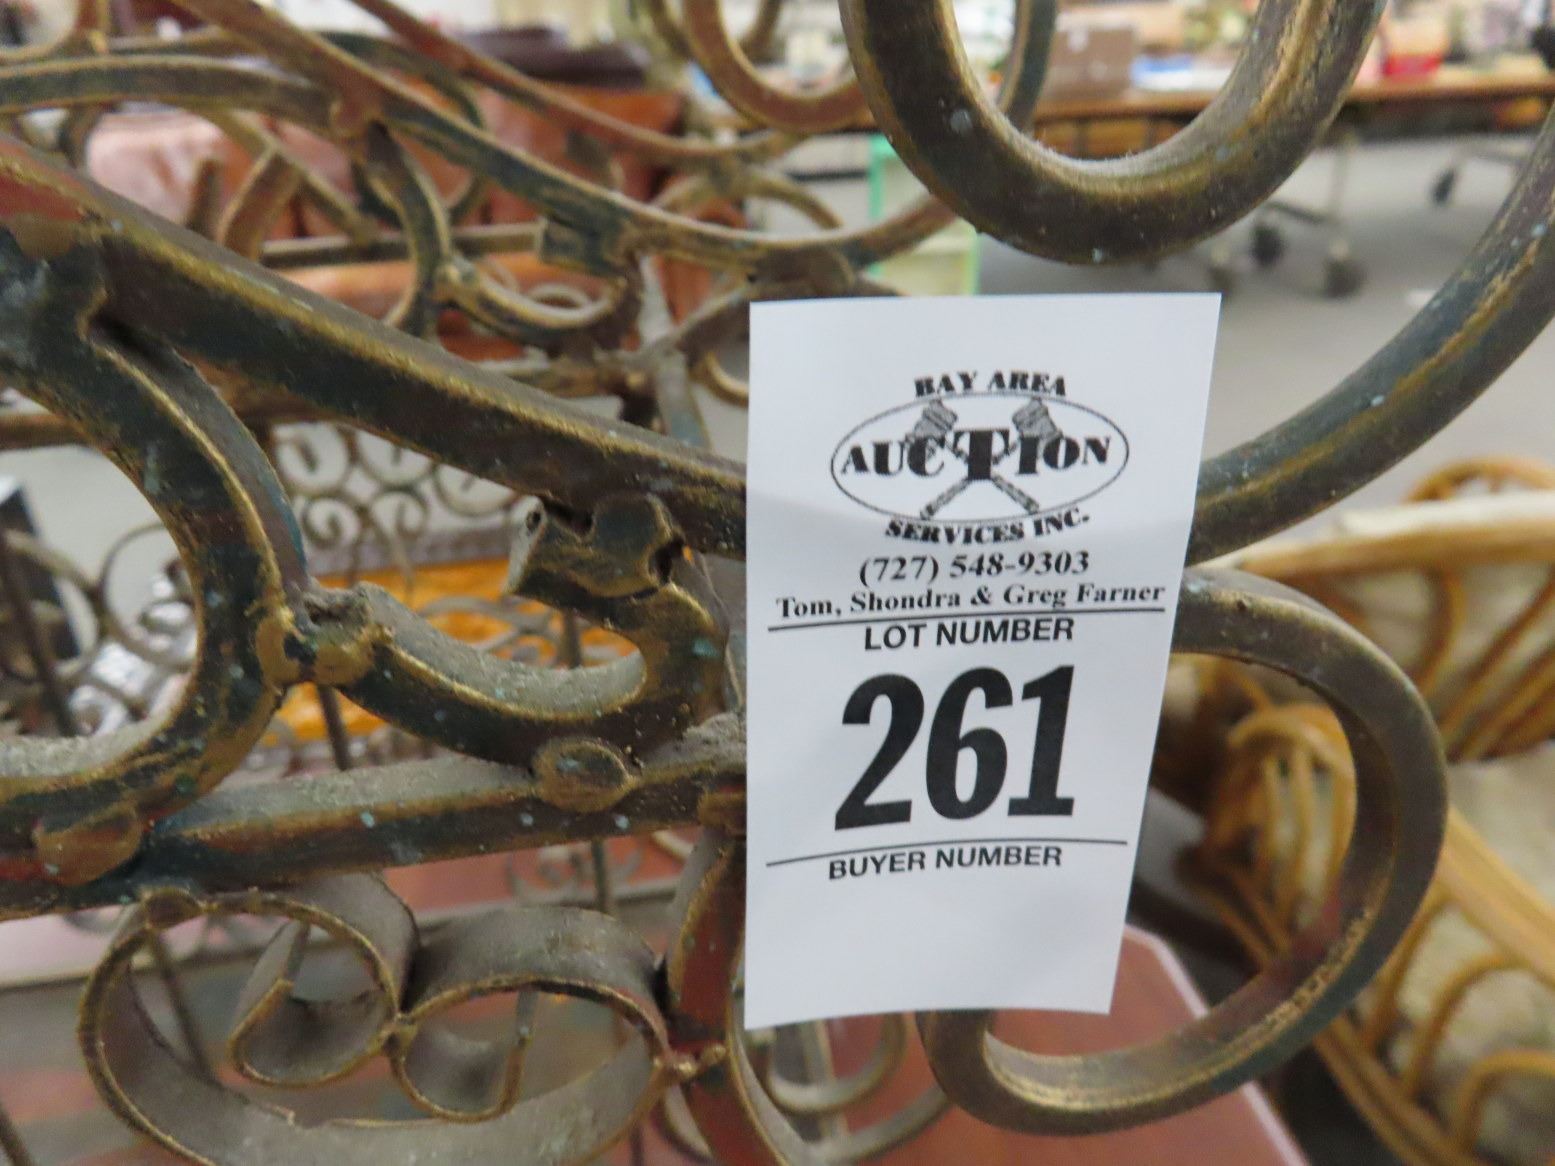 BAY AREA
AUCTION
SERVICES INC.
(727) 548-9303
Tom, Shondra & Greg Farner
LOT NUMBER
261
BUYER NUMBER